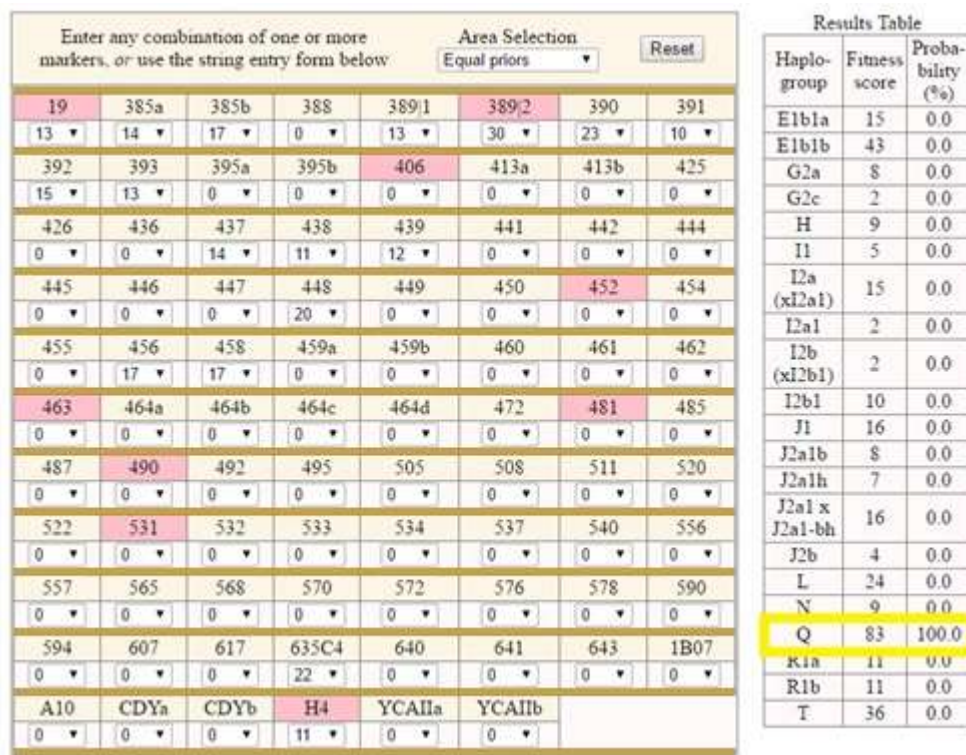 Enter any combination of one or more
markers, or use the string entry form below
Area Selection
Equal priors
Reset
19 385a 385b 388 389|1 389|2 390 391
13 14 17 0 13 30 23 10
392 393 395a 395b 406 413a 413b 425
15 13 0 0 0 0 0 0
426 436 437 438 439 441 442 444
0 0 14 11 12 0 0 0
445 446 447 448 449 450 452 454
0 0 0 20 0 0 0 0
455 456 458 459a 459b 460 461 462
0 17 17 0 0 0 0 0
463 464a 464b 464c 464d 472 481 485
0 0 0 0 0 0 0 0
487 490 492 495 505 508 511 520
0 0 0 0 0 0 0 0
522 531 532 533 534 537 540 556
0 0 0 0 0 0 0 0
557 565 568 570 572 576 578 590
0 0 0 0 0 0 0 0
594 607 617 635C4 640 641 643 1B07
0 0 0 22 0 0 0 0
A10 CDYa CDYb H4 YCAIIa YCAIIb
0 0 0 11 0 0
Results Table
Haplo-
group
Fitness
score
Proba-
bility
(%)
E1b1a 15 0.0
E1b1b 43 0.0
G2a 8 0.0
G2c 2 0.0
H 9 0.0
I1 5 0.0
I2a
(xI2a1) 15 0.0
I2a1 2 0.0
I2b
(xI2b1) 2 0.0
I2b1 10 0.0
J1 16 0.0
J2a1b 8 0.0
J2a1h 7 0.0
J2a1 x
J2a1-bh 16 0.0
J2b 4 0.0
L 24 0.0
N 9 0.0
Q 83 100.0
R1a 11 0.0
R1b 11 0.0
T 36 0.0